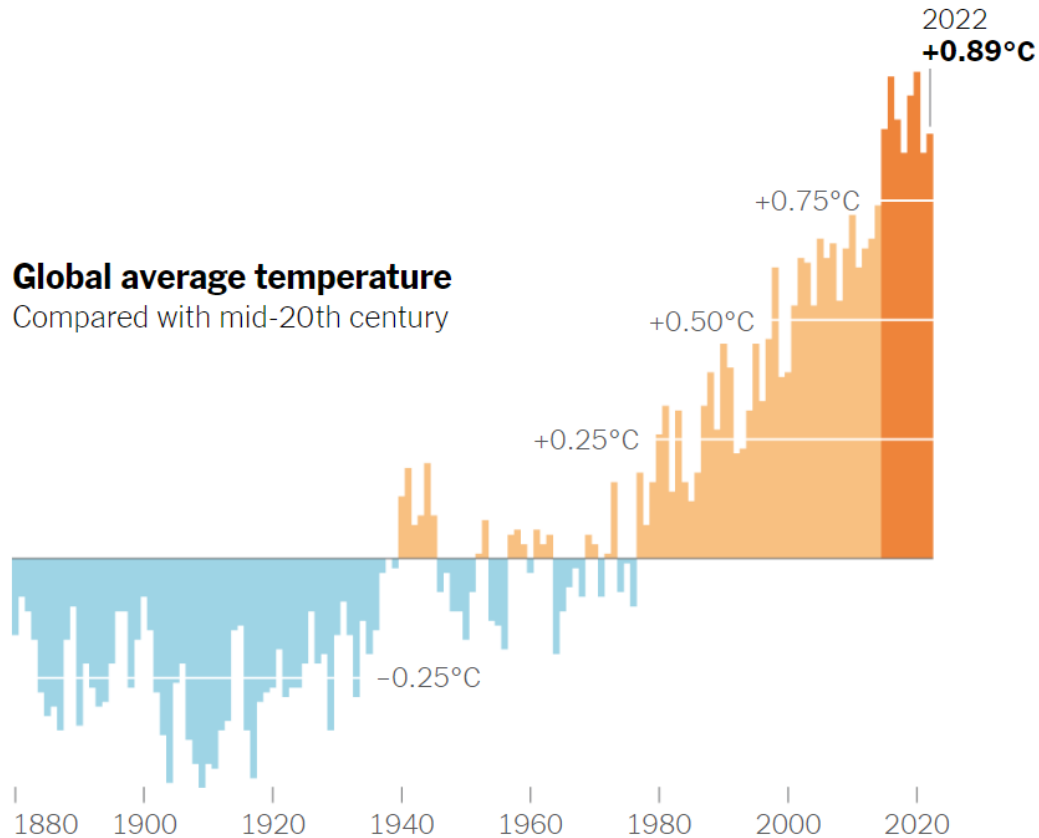 2022
+0.89°C
+0.75°C
Global average temperature
Compared with mid-20th century
+0.50°C
+0.25°C
−0.25°C
1880 1900 1920 1940 1960 1980 2000 2020